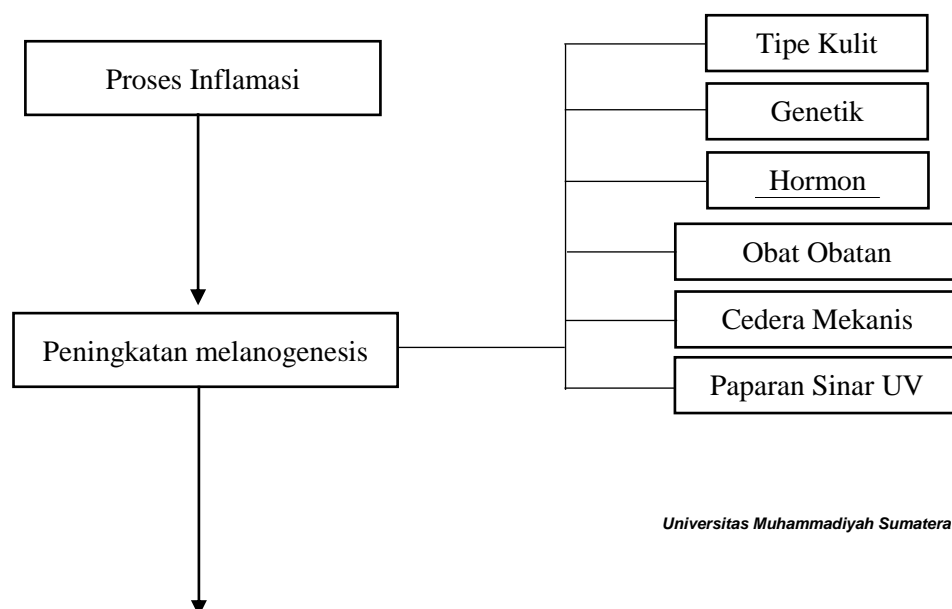 Proses Inflamasi
Peningkatan melanogenesis
Tipe Kulit
Genetik
Hormon
Obat Obatan
Cedera Mekanis
Paparan Sinar UV
Universitas Muhammadiyah Sumatera